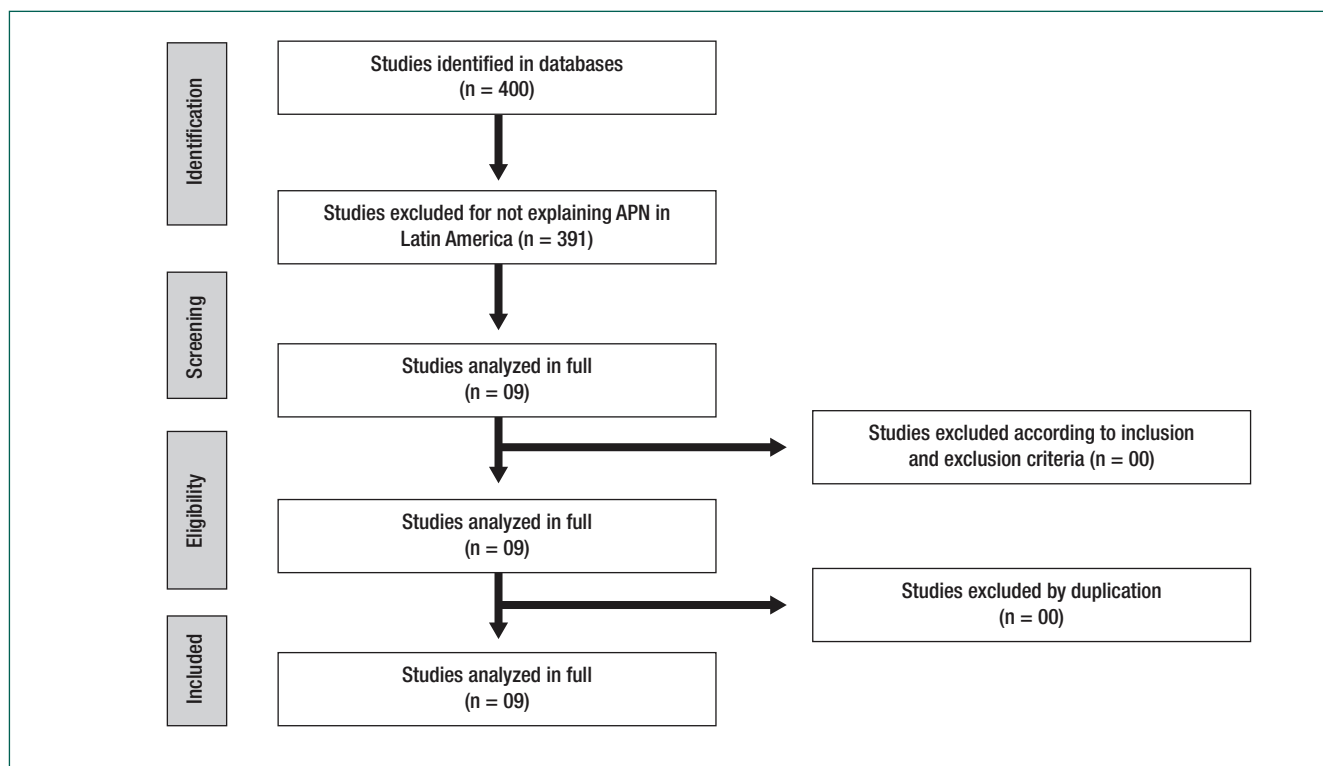 Identification
Studies identified in databases
(n = 400)
Studies excluded for not explaining APN in
Latin America (n = 391)
Screening
Studies analyzed in full
(n = 09)
Studies excluded according to inclusion
and exclusion criteria (n = 00)
Eligibility
Studies analyzed in full
(n = 09)
Studies excluded by duplication
(n = 00)
Included
Studies analyzed in full
(n = 09)